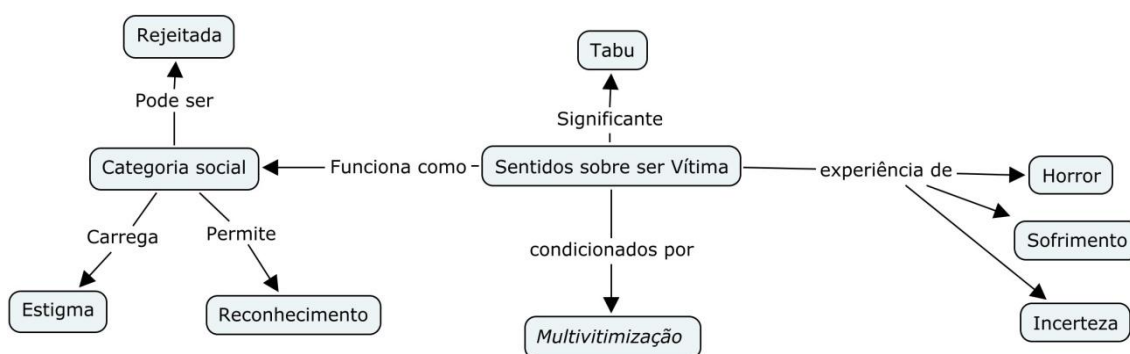 Rejeitada
Tabu
Pode ser
Significante
Categoria social
Funciona como
Sentidos sobre ser Vítima
experiência de
Horror
Carrega
Permite
condicionados por
Sofrimento
Estigma
Reconhecimento
Multivitimização
Incerteza